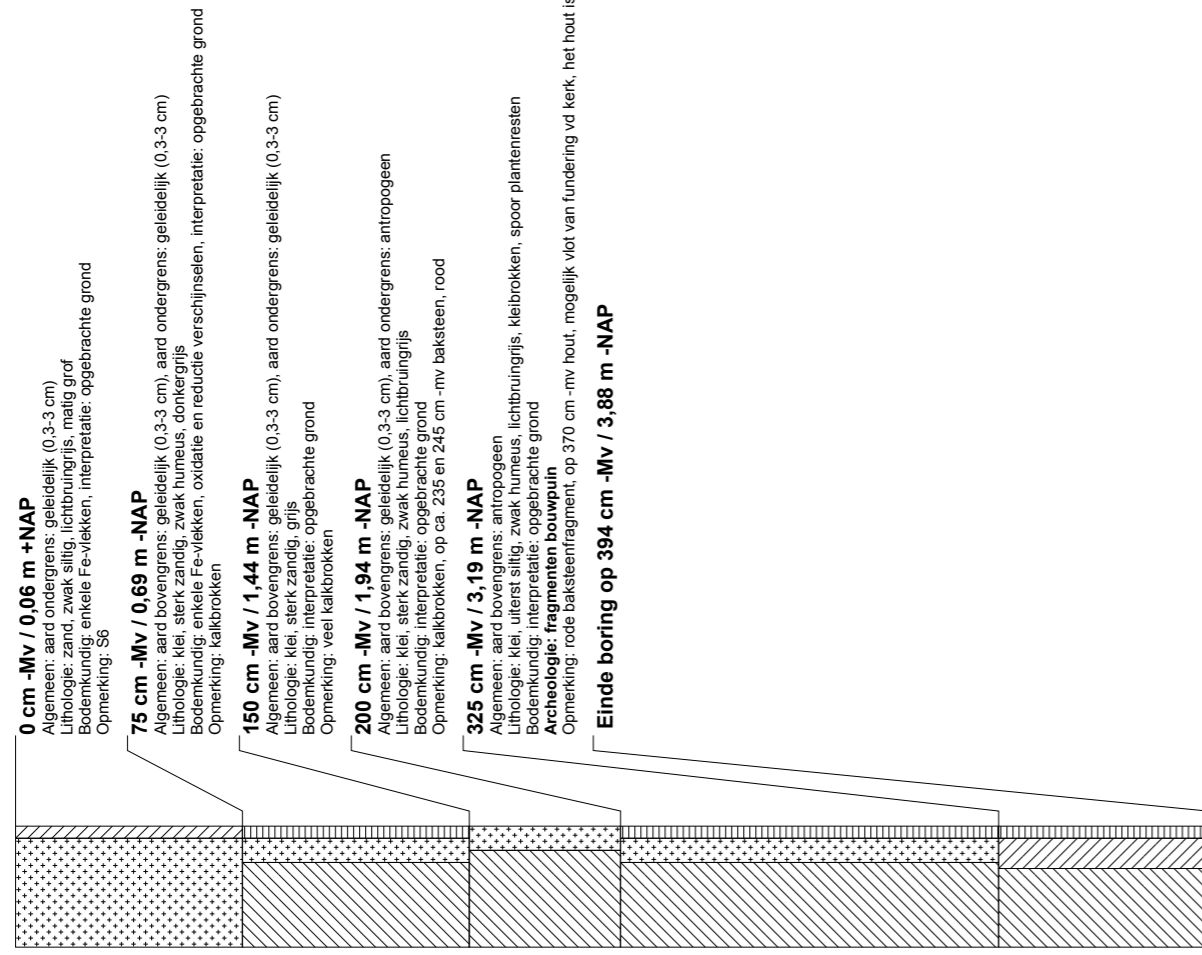 0 cm -Mv / 0,06 m +NAP
Algemeen: aard ondergrens: geleidelijk (0,3-3 cm)
Lithologie: zand, zwak siltig, lichtbruingrijs, matig grof
Bodemkundig: enkele Fe-vlekken, interpretatie: opgebrachte grond
Opmerking: S6
75 cm -Mv / 0,69 m -NAP
Algemeen: aard bovengrens: geleidelijk (0,3-3 cm), aard ondergrens: geleidelijk (0,3-3 cm)
Lithologie: klei, sterk zandig, zwak humeus, donkergrijs
Bodemkundig: enkele Fe-vlekken, oxidatie en reductie verschijnselen, interpretatie: opgebrachte grond
Opmerking: kalkbrokken
150 cm -Mv / 1,44 m -NAP
Algemeen: aard bovengrens: geleidelijk (0,3-3 cm), aard ondergrens: geleidelijk (0,3-3 cm)
Lithologie: klei, sterk zandig, grijs
Bodemkundig: interpretatie: opgebrachte grond
Opmerking: veel kalkbrokken
200 cm -Mv / 1,94 m -NAP
Algemeen: aard bovengrens: geleidelijk (0,3-3 cm), aard ondergrens: antropogeen
Lithologie: klei, sterk zandig, zwak humeus, lichtbruingrijs
Bodemkundig: interpretatie: opgebrachte grond
Opmerking: kalkbrokken, op ca. 235 en 245 cm -mv baksteen, rood
325 cm -Mv / 3,19 m -NAP
Algemeen: aard bovengrens: antropogeen
Lithologie: klei, uiterst siltig, zwak humeus, lichtbruingrijs, kleibrokken, spoor plantenresten
Bodemkundig: interpretatie: opgebrachte grond
Archeologie: fragmenten bouwpuin
Opmerking: rode baksteenfragment, op 370 cm -mv hout, mogelijk vlot van fundering vd kerk, het hout is
Einde boring op 394 cm -Mv / 3,88 m -NAP